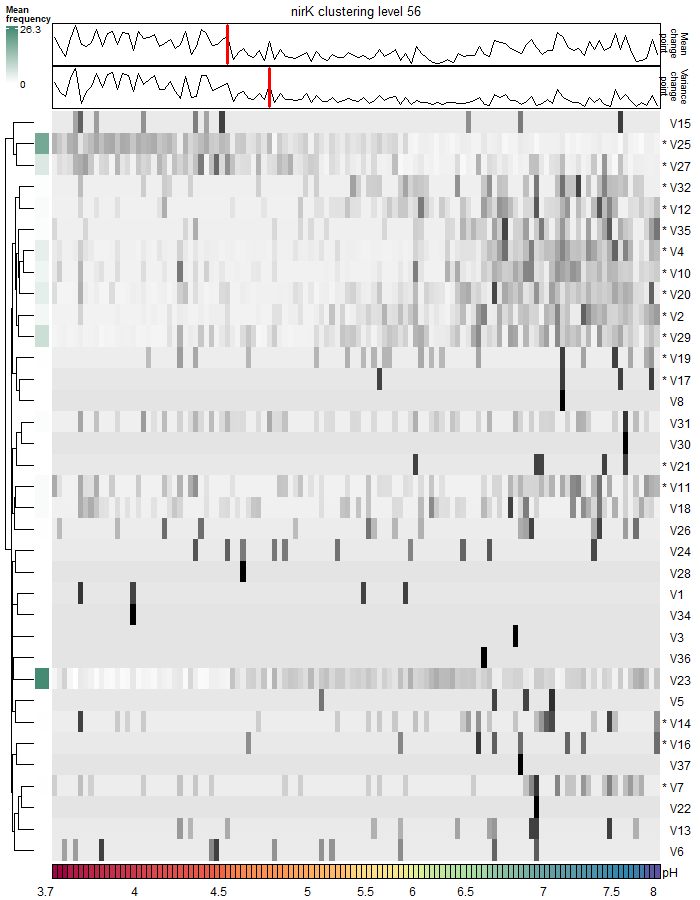 nirK clustering level 56
Mean
frequency
26.3
0
Mean
change
point
Variance
change
point
V15
* V25
* V27
* V32
* V12
* V35
* V4
* V10
* V20
* V2
* V29
* V19
* V17
V8
V31
V30
* V21
* V11
V18
V26
V24
V28
V1
V34
V3
V36
V23
V5
* V14
* V16
V37
* V7
V22
V13
V6
pH
3.7 4 4.5 5 5.5 6 6.5 7 7.5 8